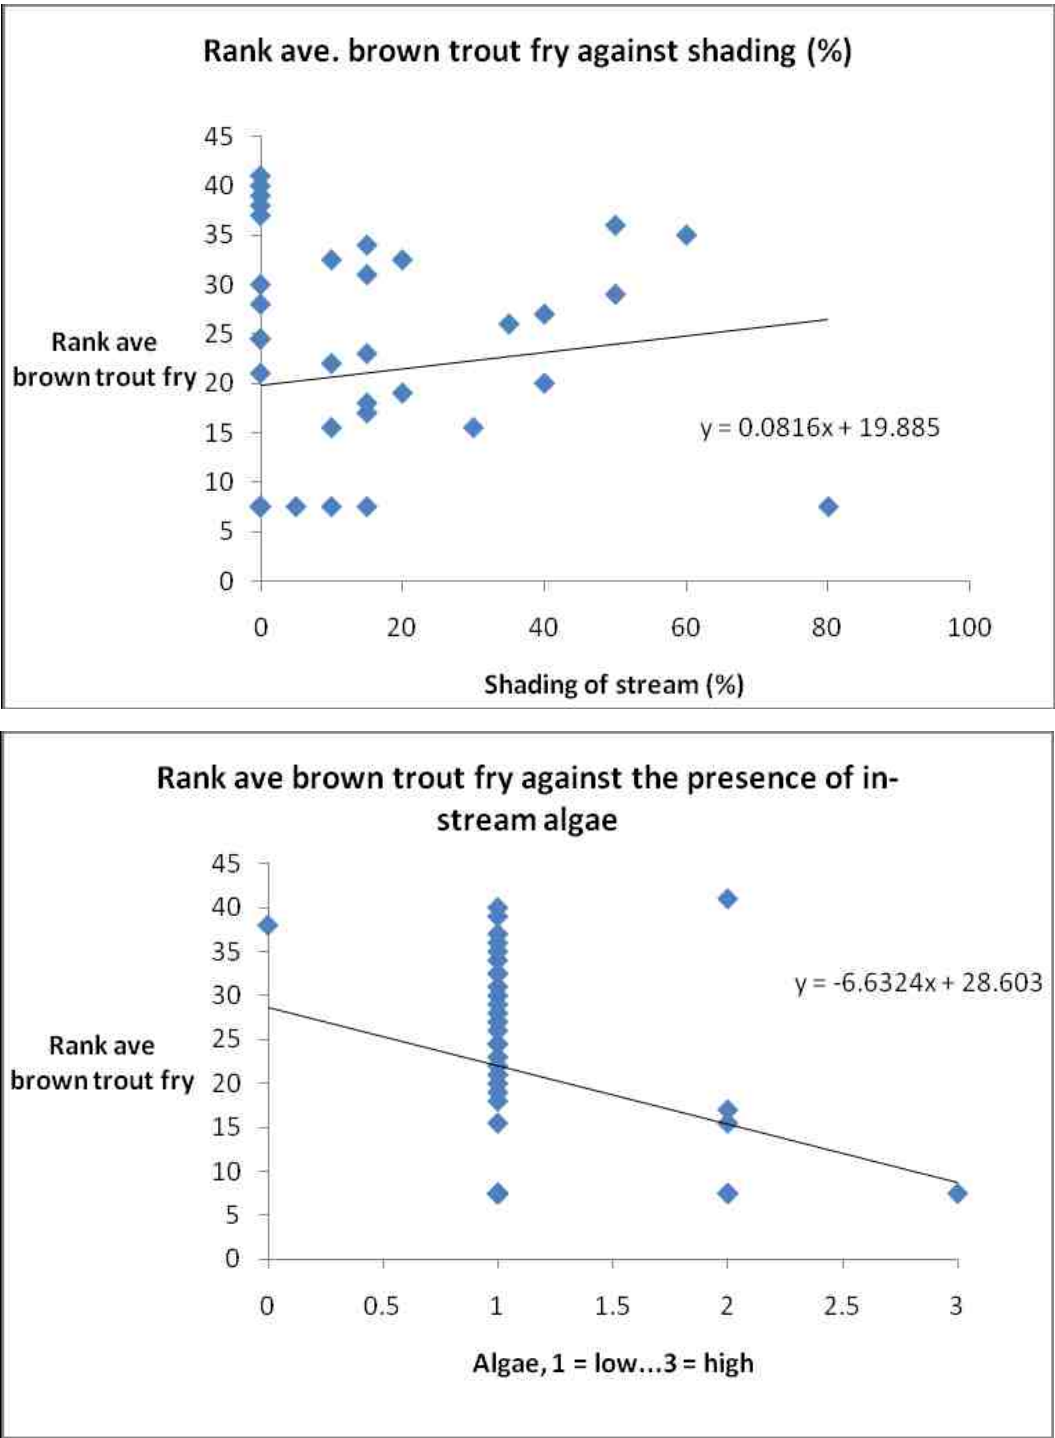 Rank ave. brown trout fry against shading (%)
45
40
35
30
25
20
15
10
5
0
Rank ave
brown trout fry
y = 0.0816x + 19.885
0 20 40 60 80 100
Shading of stream (%)
Rank ave brown trout fry against the presence of in-
stream algae
45
40
35
30
25
20
15
10
5
0
Rank ave
brown trout fry
y = -6.6324x + 28.603
0 0.5 1 1.5 2 2.5 3
Algae, 1 = low...3 = high